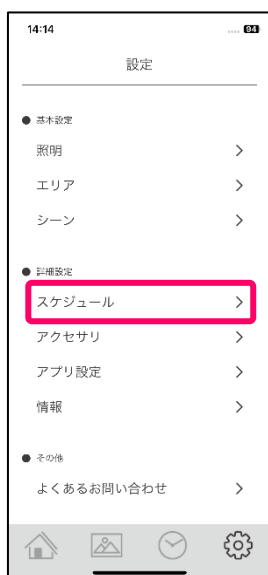 14:14
94
設定
基本設定
照明
エリア
シーン
詳細設定
スケジュール
アクセサリ
アプリ設定
情報
その他
よくあるお問い合わせ